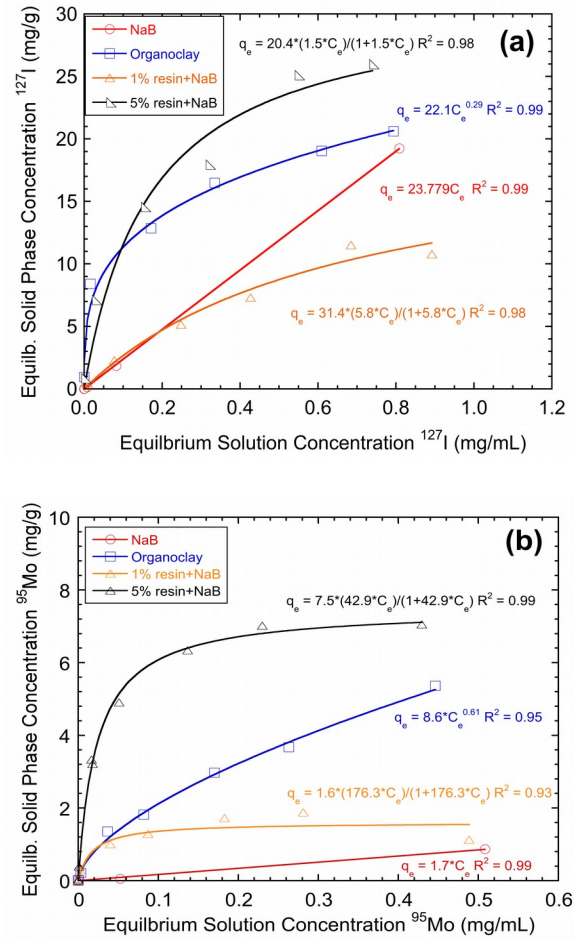 30
25
20
15
10
5
0
Equilb. Solid Phase Concentration ¹²⁷I (mg/g)
NaB
Organoclay
1% resin+NaB
5% resin+NaB
(a)
qₑ = 20.4*(1.5*Cₑ)/(1+1.5*Cₑ) R² = 0.98
qₑ = 22.1Cₑ^0.29 R² = 0.99
qₑ = 23.779Cₑ R² = 0.99
qₑ = 31.4*(5.8*Cₑ)/(1+5.8*Cₑ) R² = 0.98
0.0 0.2 0.4 0.6 0.8 1.0 1.2
Equilbrium Solution Concentration ¹²⁷I (mg/mL)
10
8
6
4
2
0
Equilb. Solid Phase Concentration ⁹⁵Mo (mg/g)
NaB
Organoclay
1% resin+NaB
5% resin+NaB
(b)
qₑ = 7.5*(42.9*Cₑ)/(1+42.9*Cₑ) R² = 0.99
qₑ = 8.6*Cₑ^0.61 R² = 0.95
qₑ = 1.6*(176.3*Cₑ)/(1+176.3*Cₑ) R² = 0.93
qₑ = 1.7*Cₑ R² = 0.99
0 0.1 0.2 0.3 0.4 0.5 0.6
Equilbrium Solution Concentration ⁹⁵Mo (mg/mL)